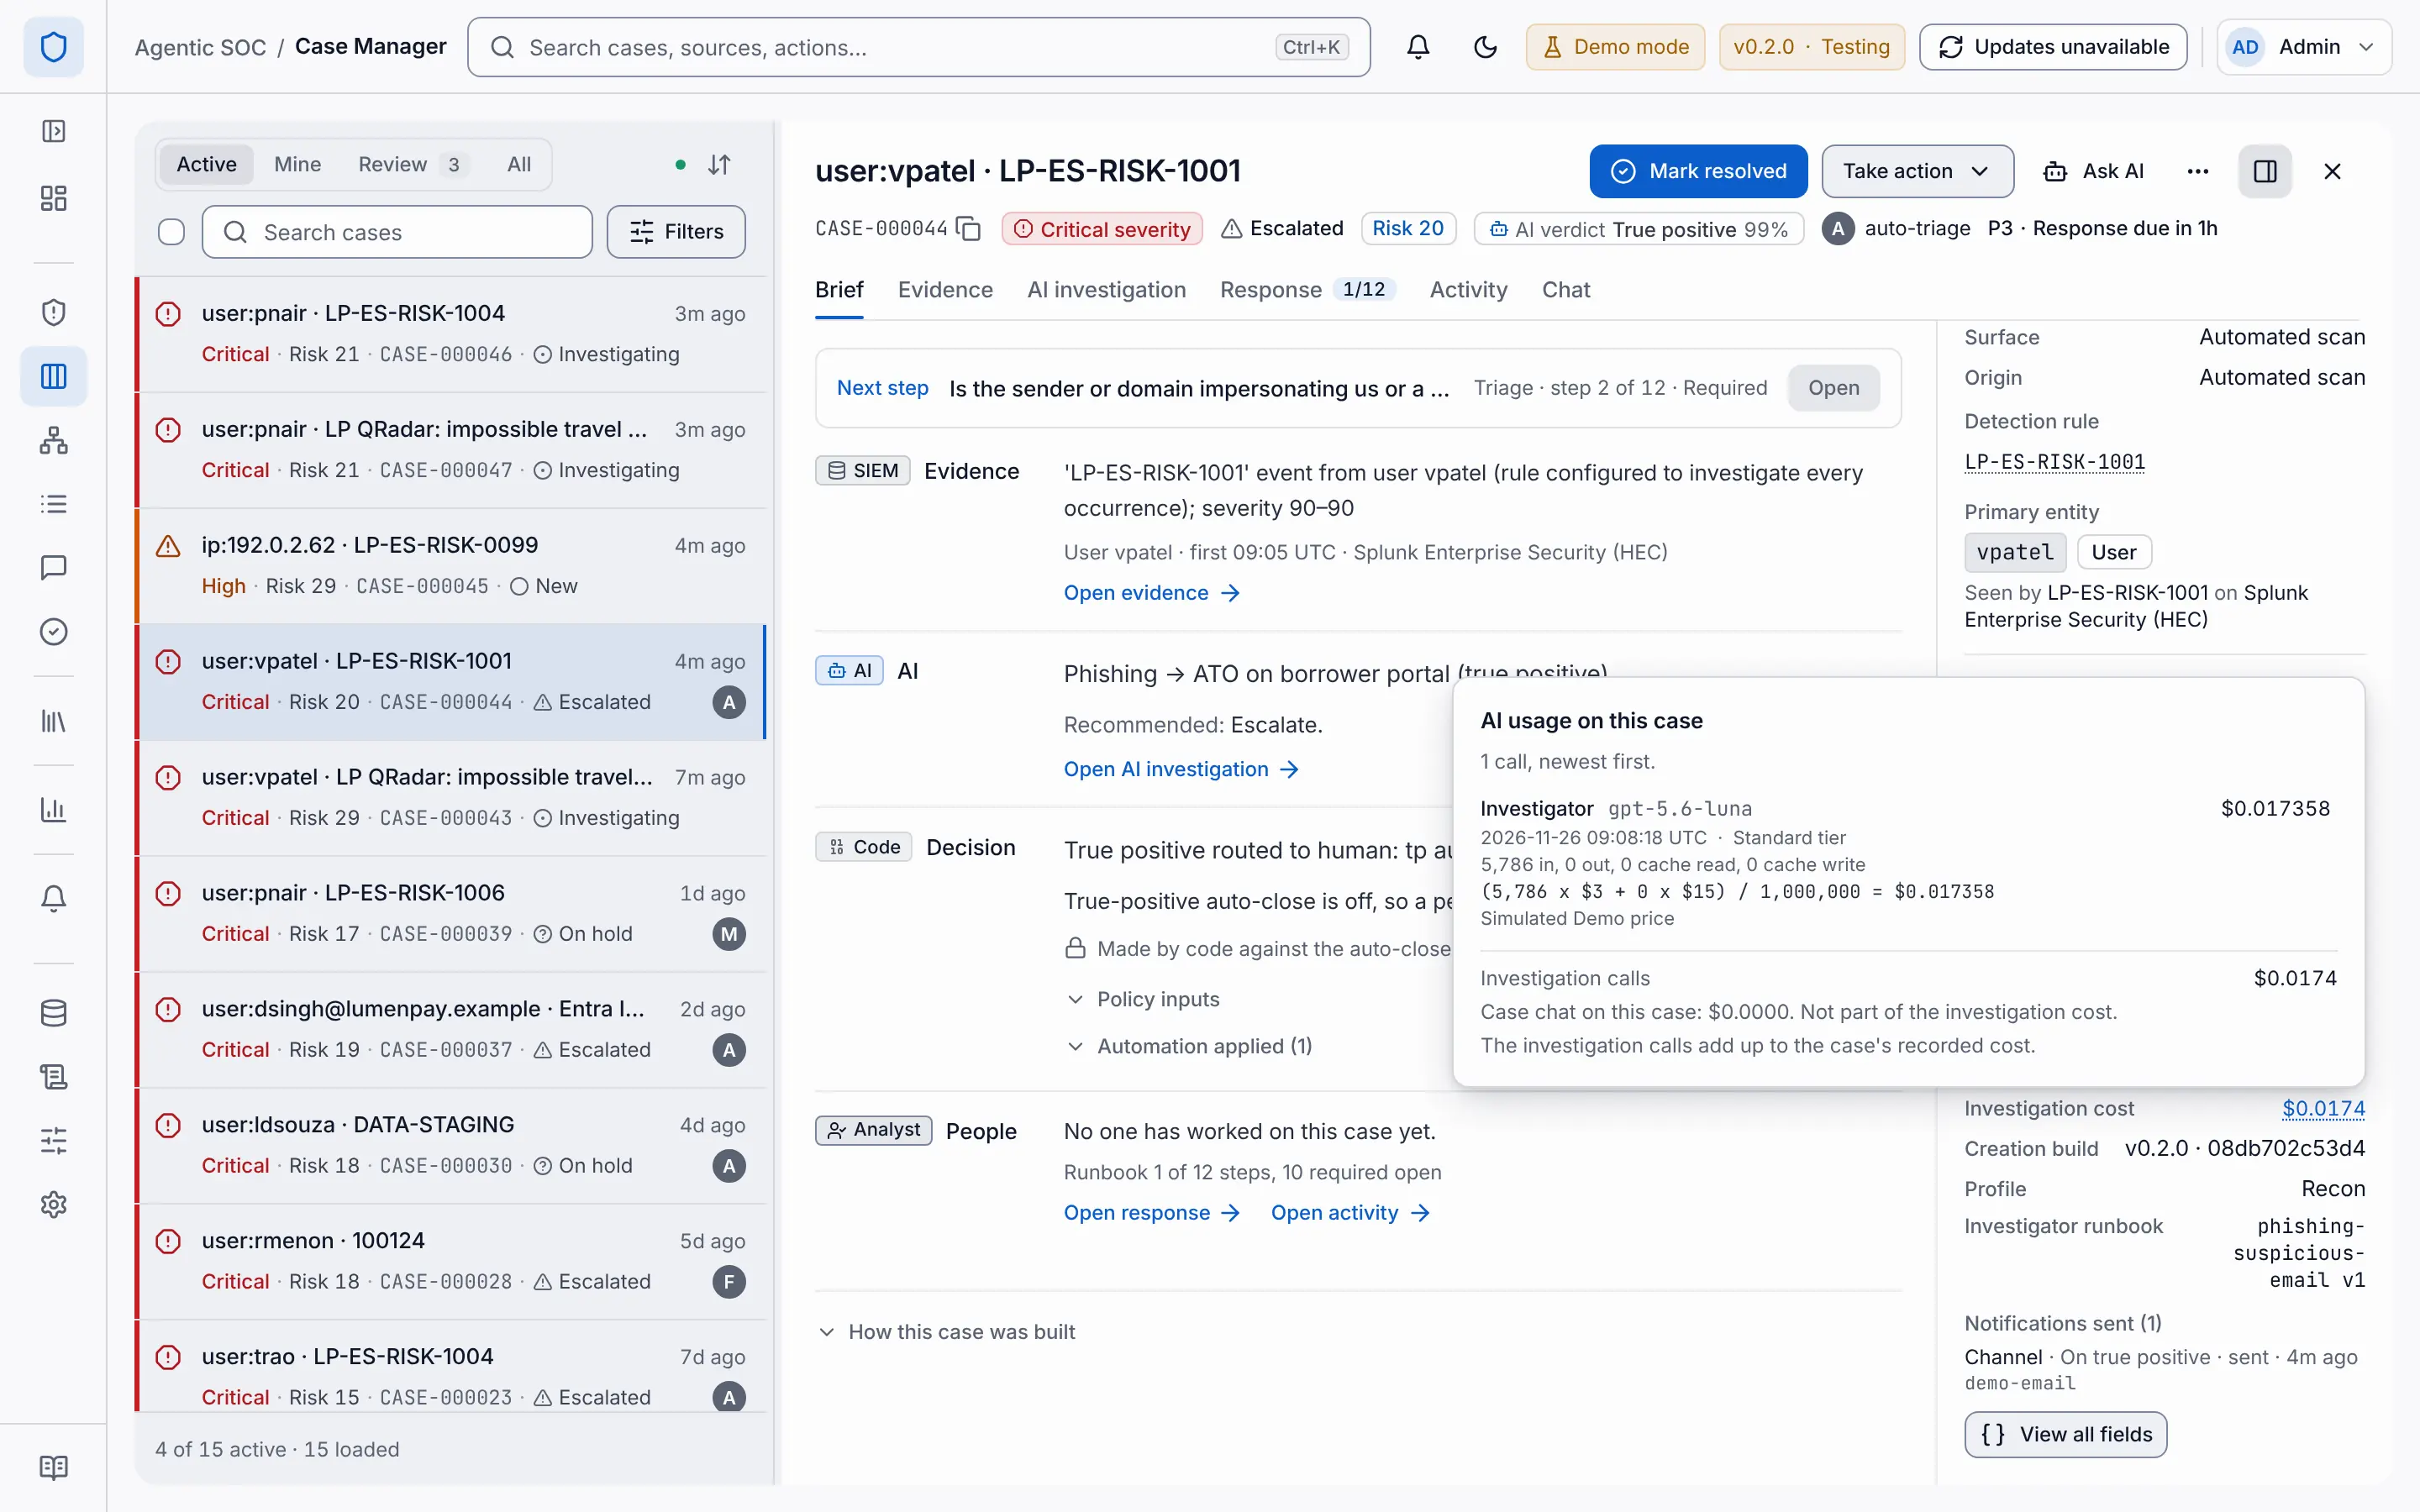 Agentic SOC / Case Manager
Search cases, sources, actions...
Ctrl+K
Demo mode
v0.2.0 · Testing
Updates unavailable
AD Admin
Active Mine Review 3 All
Search cases
Filters
user:pnair · LP-ES-RISK-1004 3m ago
Critical · Risk 21 · CASE-000046 · Investigating
user:pnair · LP QRadar: impossible travel ... 3m ago
Critical · Risk 21 · CASE-000047 · Investigating
ip:192.0.2.62 · LP-ES-RISK-0099 4m ago
High · Risk 29 · CASE-000045 · New
user:vpatel · LP-ES-RISK-1001 4m ago
Critical · Risk 20 · CASE-000044 · Escalated A
user:vpatel · LP QRadar: impossible travel... 7m ago
Critical · Risk 29 · CASE-000043 · Investigating
user:pnair · LP-ES-RISK-1006 1d ago
Critical · Risk 17 · CASE-000039 · On hold M
user:dsingh@lumenpay.example · Entra I... 2d ago
Critical · Risk 19 · CASE-000037 · Escalated A
user:ldsouza · DATA-STAGING 4d ago
Critical · Risk 18 · CASE-000030 · On hold A
user:rmenon · 100124 5d ago
Critical · Risk 18 · CASE-000028 · Escalated F
user:trao · LP-ES-RISK-1004 7d ago
Critical · Risk 15 · CASE-000023 · Escalated A
4 of 15 active · 15 loaded
user:vpatel · LP-ES-RISK-1001
Mark resolved
Take action
Ask AI
CASE-000044 Critical severity Escalated Risk 20 AI verdict True positive 99% A auto-triage P3 · Response due in 1h
Brief Evidence AI investigation Response 1/12 Activity Chat
Next step Is the sender or domain impersonating us or a ... Triage · step 2 of 12 · Required Open
SIEM Evidence
'LP-ES-RISK-1001' event from user vpatel (rule configured to investigate every
occurrence); severity 90–90
User vpatel · first 09:05 UTC · Splunk Enterprise Security (HEC)
Open evidence
AI AI
Phishing → ATO on borrower portal (true positive)
Recommended: Escalate.
Open AI investigation
Code Decision
True positive routed to human: tp
True-positive auto-close is off, so a
Made by code against the auto-close
Policy inputs
Automation applied (1)
Analyst People
No one has worked on this case yet.
Runbook 1 of 12 steps, 10 required open
Open response Open activity
How this case was built
Surface Automated scan
Origin Automated scan
Detection rule
LP-ES-RISK-1001
Primary entity
vpatel User
Seen by LP-ES-RISK-1001 on Splunk
Enterprise Security (HEC)
AI usage on this case
1 call, newest first.
Investigator gpt-5.6-luna $0.017358
2026-11-26 09:08:18 UTC · Standard tier
5,786 in, 0 out, 0 cache read, 0 cache write
(5,786 x $3 + 0 x $15) / 1,000,000 = $0.017358
Simulated Demo price
Investigation calls $0.0174
Case chat on this case: $0.0000. Not part of the investigation cost.
The investigation calls add up to the case's recorded cost.
Investigation cost $0.0174
Creation build v0.2.0 · 08db702c53d4
Profile Recon
Investigator runbook phishing-
suspicious-
email v1
Notifications sent (1)
Channel · On true positive · sent · 4m ago
demo-email
{ } View all fields